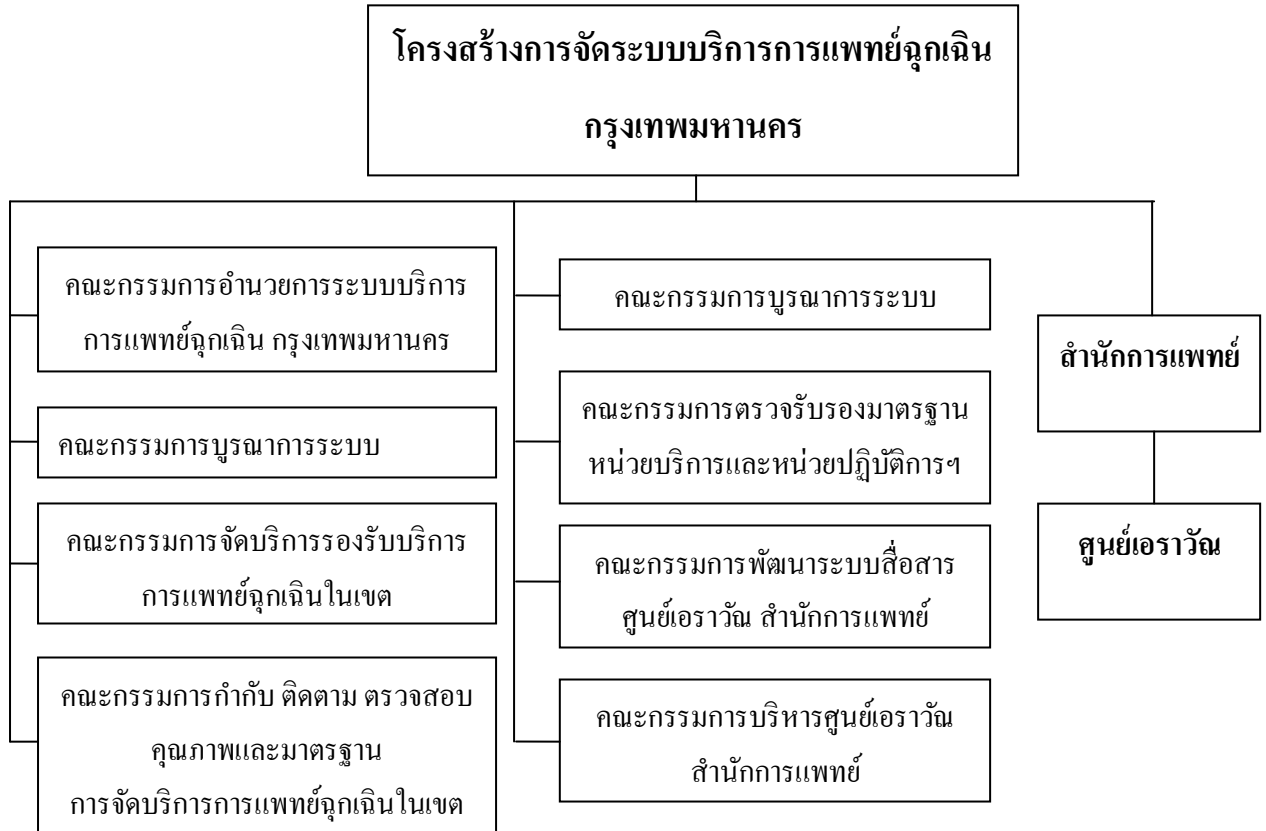 โครงสร้างการจัดระบบบริการการแพทย์ฉุกเฉิน
กรุงเทพมหานคร
คณะกรรมการอำนวยการระบบบริการ
การแพทย์ฉุกเฉิน กรุงเทพมหานคร
คณะกรรมการบูรณาการระบบ
คณะกรรมการจัดบริการรองรับบริการ
การแพทย์ฉุกเฉินในเขต
คณะกรรมการกำกับ ติดตาม ตรวจสอบ
คุณภาพและมาตรฐาน
การจัดบริการการแพทย์ฉุกเฉินในเขต
คณะกรรมการบูรณาการระบบ
คณะกรรมการตรวจรับรองมาตรฐาน
หน่วยบริการและหน่วยปฏิบัติการฯ
คณะกรรมการพัฒนาระบบสื่อสาร
ศูนย์เอราวัณ สำนักการแพทย์
คณะกรรมการบริหารศูนย์เอราวัณ
สำนักการแพทย์
สำนักการแพทย์
ศูนย์เอราวัณ